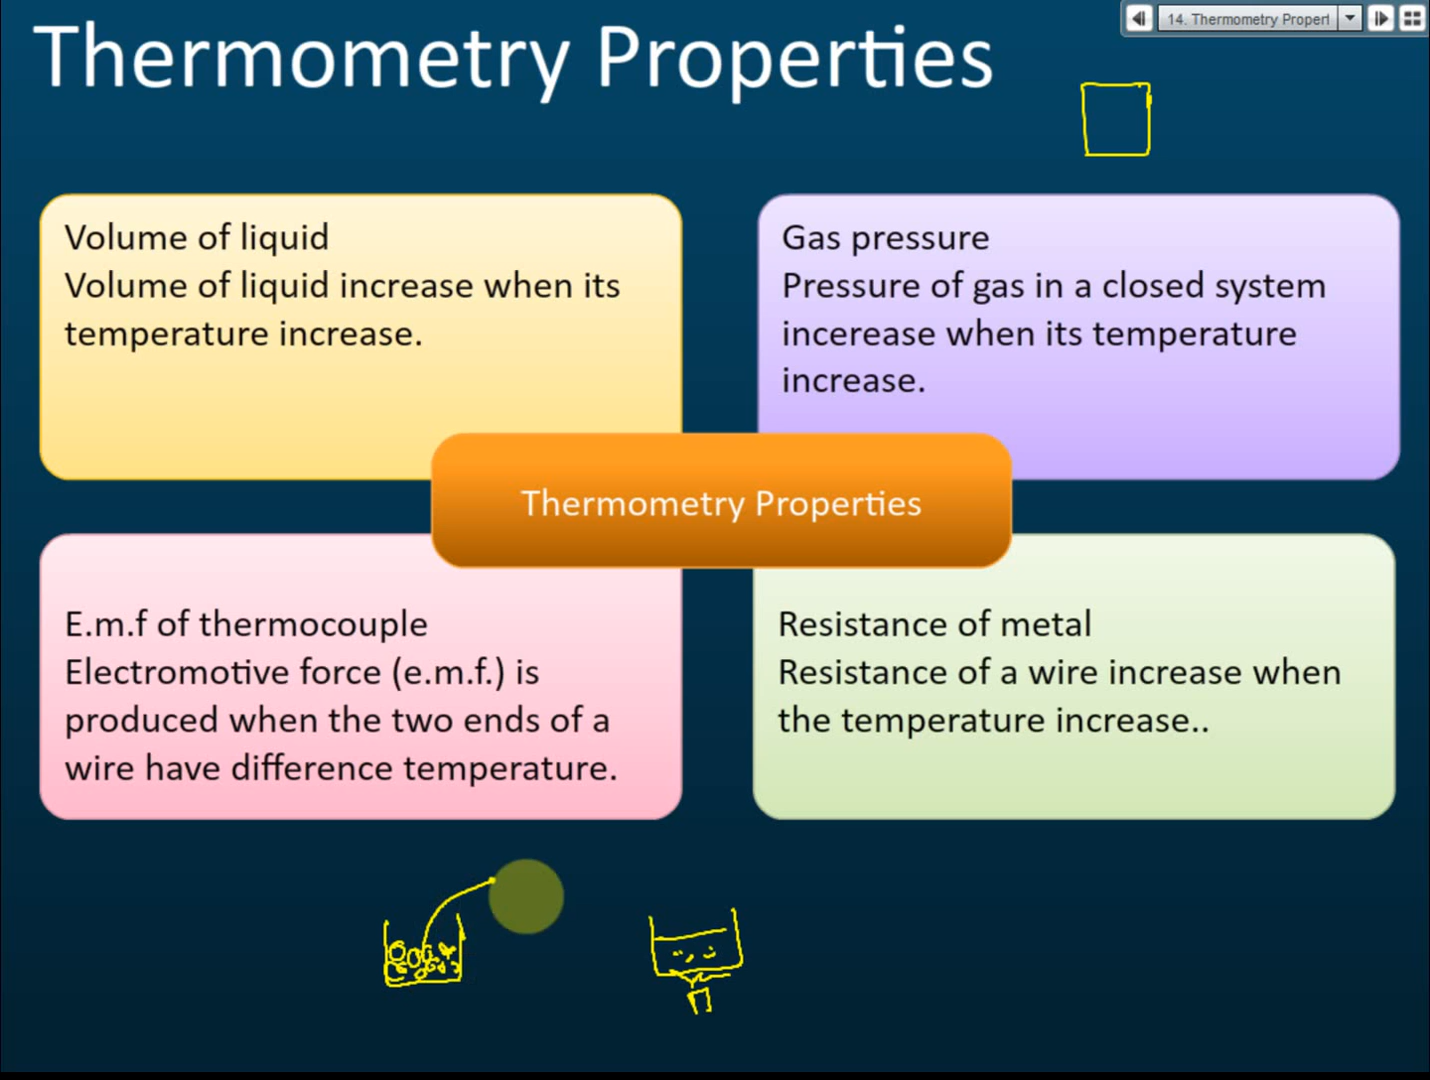 Thermometry Properties
14. Thermometry Propert
Volume of liquid
Volume of liquid increase when its
temperature increase.
Gas pressure
Pressure of gas in a closed system
incerease when its temperature
increase.
Thermometry Properties
E.m.f of thermocouple
Electromotive force (e.m.f.) is
produced when the two ends of a
wire have difference temperature.
Resistance of metal
Resistance of a wire increase when
the temperature increase..